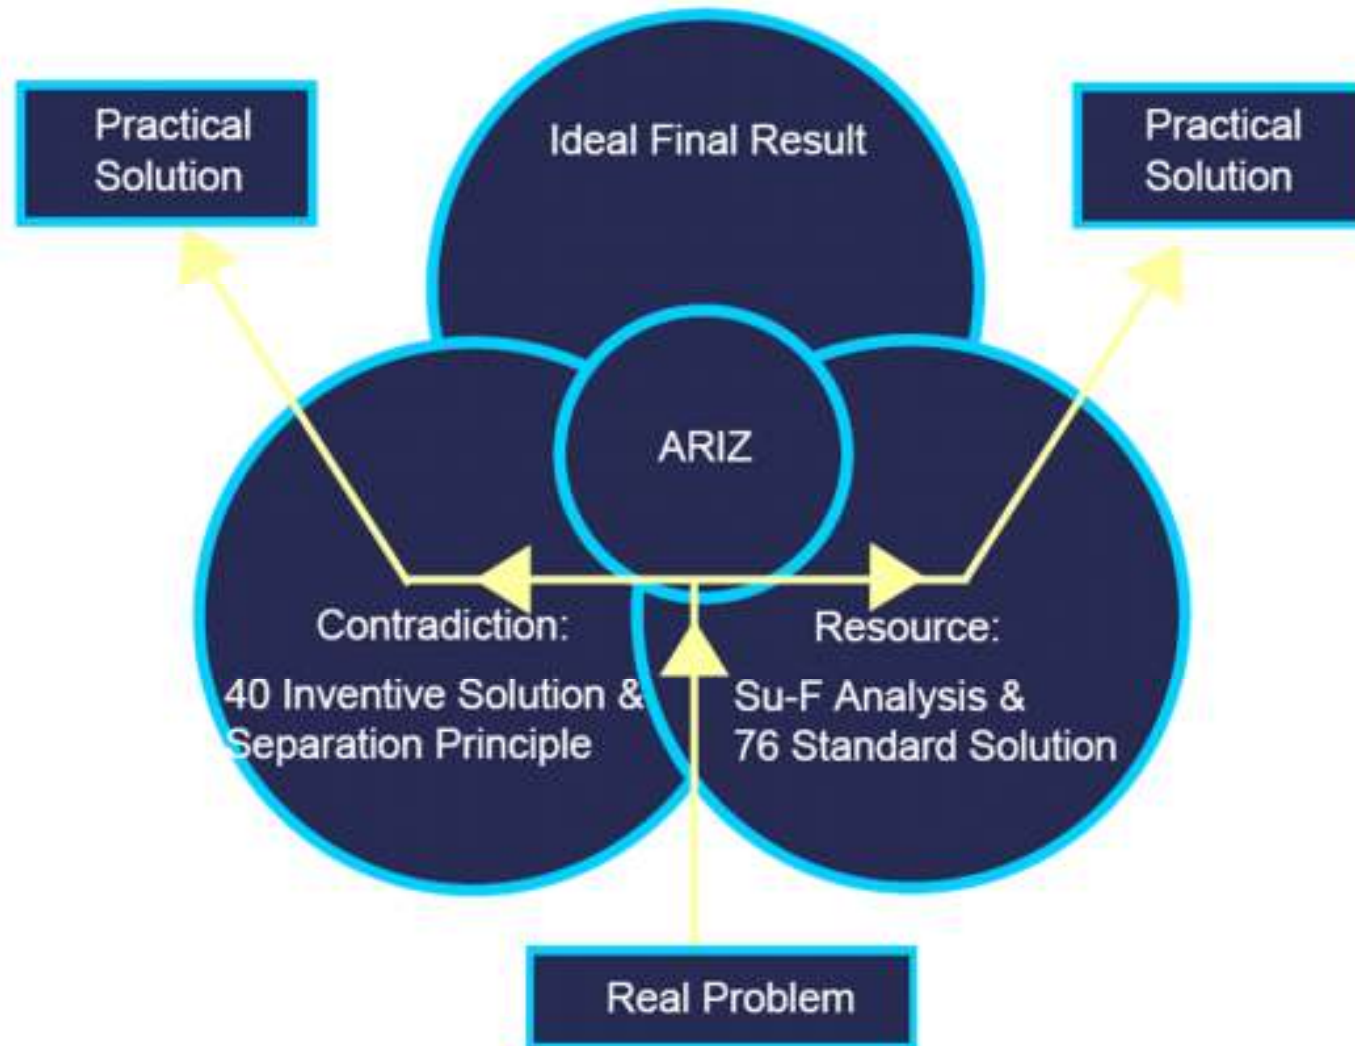 Practical
Solution
Ideal Final Result
Practical
Solution
ARIZ
Contradiction:
40 Inventive Solution &
Separation Principle
Resource:
Su-F Analysis &
76 Standard Solution
Real Problem